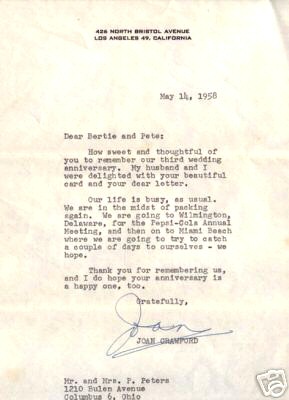 426 NORTH BRISTOL AVENUE
LOS ANGELES 49, CALIFORNIA
May 14, 1958
Dear Bertie and Pete:
How sweet and thoughtful of
you to remember our third wedding
anniversary. My husband and I
were delighted with your beautiful
card and your dear letter.
Our life is busy, as usual.
We are in the midst of packing
again. We are going to Wilmington,
Delaware, for the Pepsi-Cola Annual
Meeting, and then on to Miami Beach
where we are going to try to catch
a couple of days to ourselves - we
hope.
Thank you for remembering us,
and I do hope your anniversary is
a happy one, too.
Gratefully,
Joan
JOAN CRAWFORD
Mr. and Mrs. P. Peters
1210 Bulen Avenue
Columbus 6, Ohio